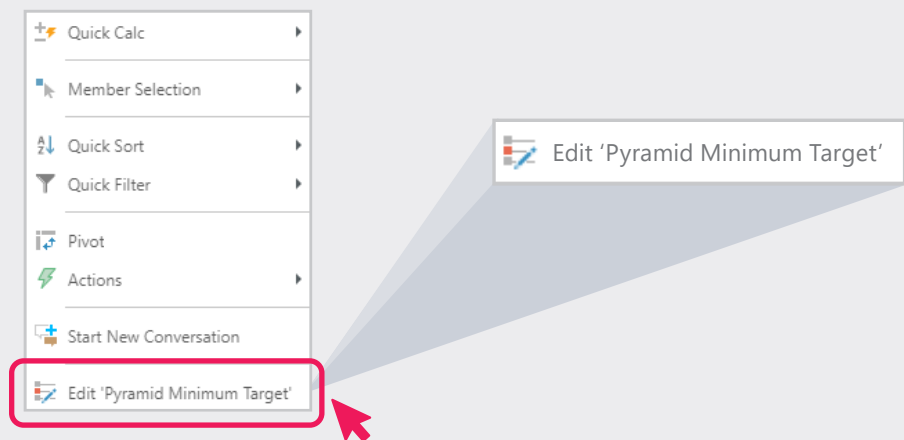 Quick Calc
Member Selection
Quick Sort
Quick Filter
Pivot
Actions
Start New Conversation
Edit 'Pyramid Minimum Target'
Edit ‘Pyramid Minimum Target’